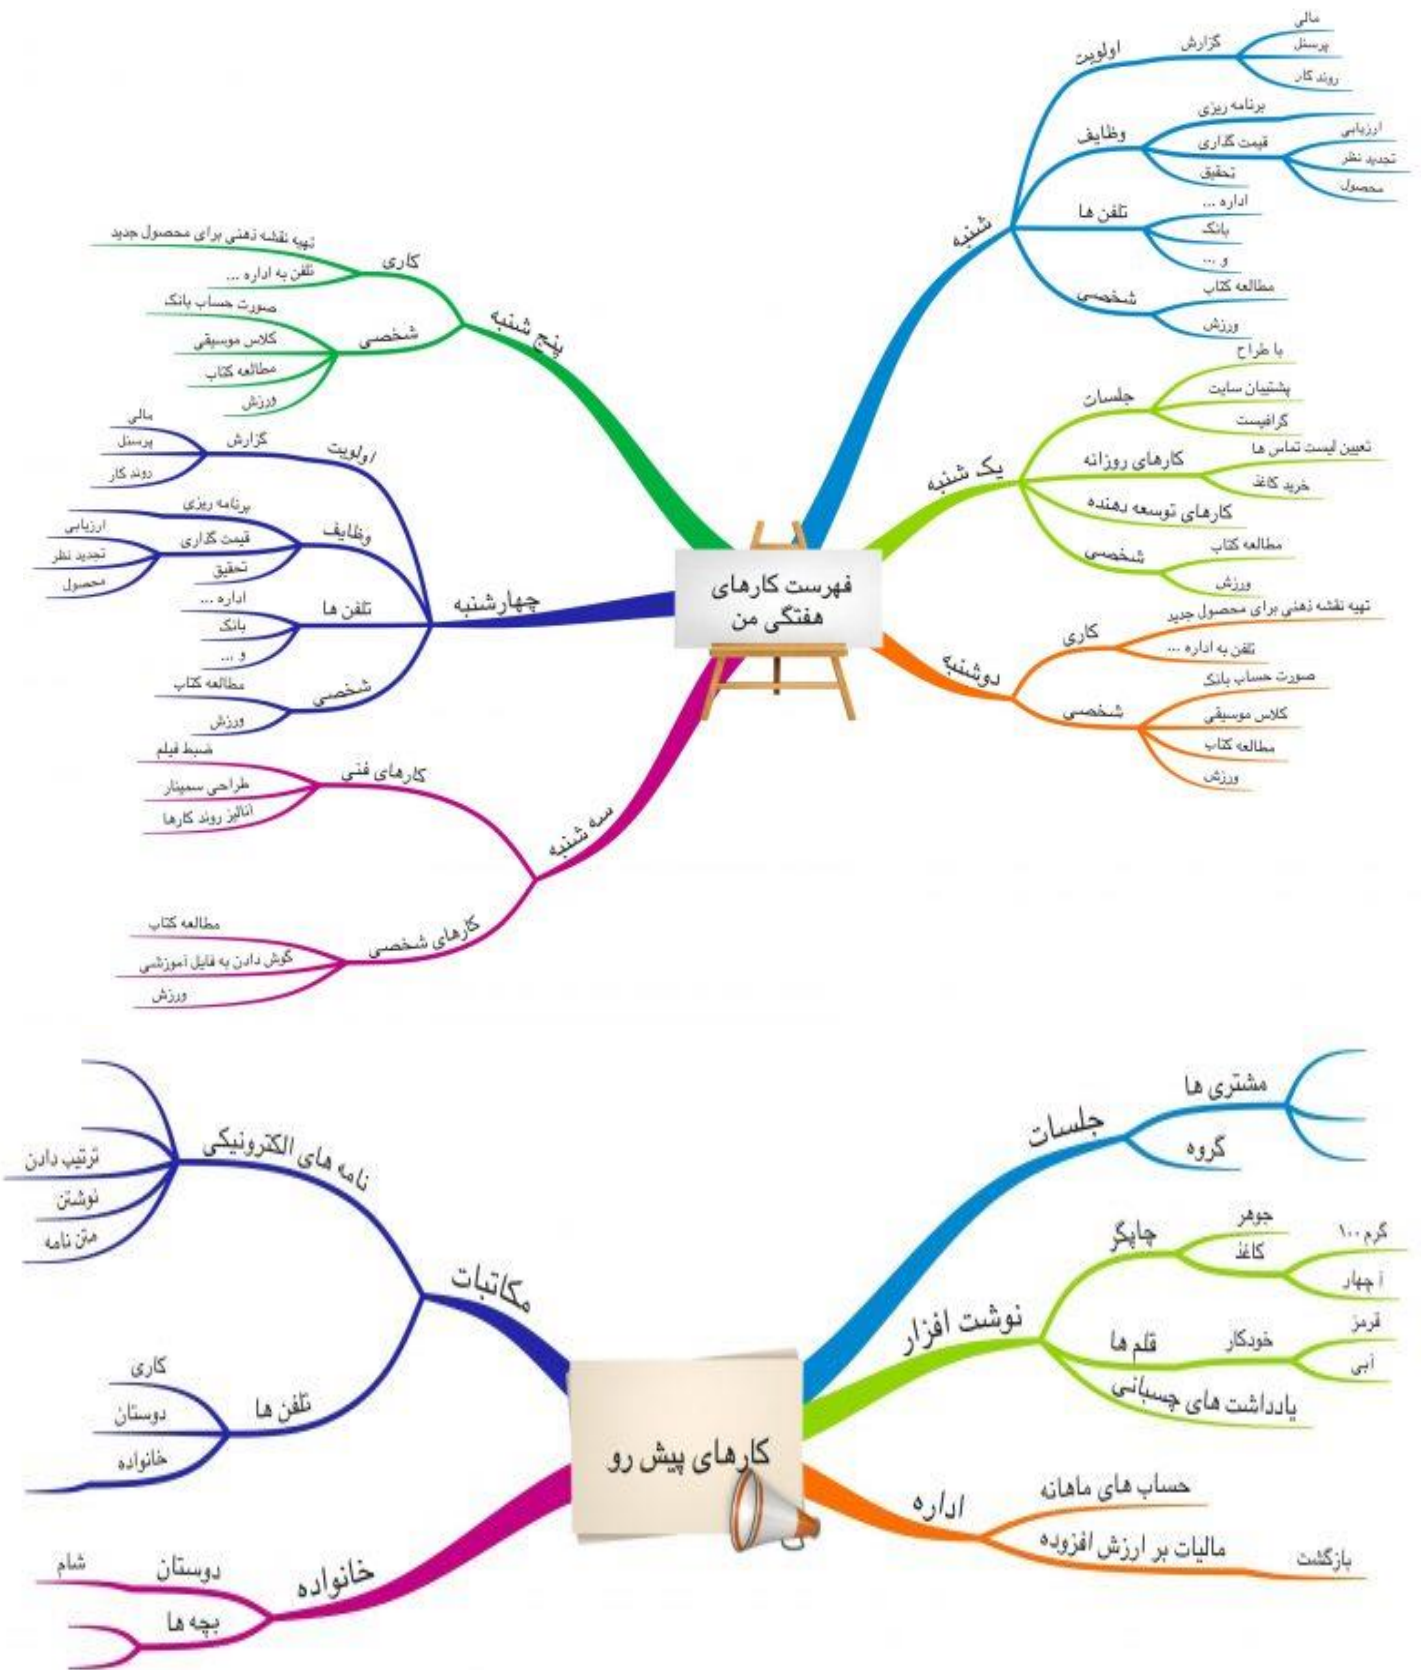 فهرست کارهای
هفتگی من
شنبه
اولویت
گزارش
مالی
پرسنل
روند کار
وظایف
برنامه ریزی
قیمت گذاری
ارزیابی
تجدید نظر
محصول
تحقیق
تلفن ها
اداره ...
بانک
و ...
شخصی
مطالعه کتاب
ورزش
یک شنبه
جلسات
با طراح
پشتیبان سایت
گرافیست
کارهای روزانه
تعیین لیست تماس ها
خرید کاغذ
کارهای توسعه دهنده
شخصی
مطالعه کتاب
ورزش
دوشنبه
کاری
تهیه نقشه ذهنی برای محصول جدید
تلفن به اداره ...
شخصی
صورت حساب بانک
کلاس موسیقی
مطالعه کتاب
ورزش
سه شنبه
کارهای فنی
ضبط فیلم
طراحی سمینار
آنالیز روند کارها
کارهای شخصی
مطالعه کتاب
گوش دادن به فایل آموزشی
ورزش
چهارشنبه
اولویت
گزارش
مالی
پرسنل
روند کار
وظایف
برنامه ریزی
قیمت گذاری
ارزیابی
تجدید نظر
محصول
تحقیق
تلفن ها
اداره ...
بانک
و ...
شخصی
مطالعه کتاب
ورزش
پنج شنبه
کاری
تهیه نقشه ذهنی برای محصول جدید
تلفن به اداره ...
شخصی
صورت حساب بانک
کلاس موسیقی
مطالعه کتاب
ورزش
کارهای پیش رو
جلسات
مشتری ها
گروه
نوشت افزار
چاپگر
جوهر
کاغذ
گرم ۱۰۰
آ چهار
قلم ها
خودکار
قرمز
آبی
یادداشت های چسبانی
اداره
حساب های ماهانه
مالیات بر ارزش افزوده
بازگشت
خانواده
دوستان
شام
بچه ها
مکاتبات
نامه های الکترونیکی
ترتیب دادن
نوشتن
متن نامه
تلفن ها
کاری
دوستان
خانواده